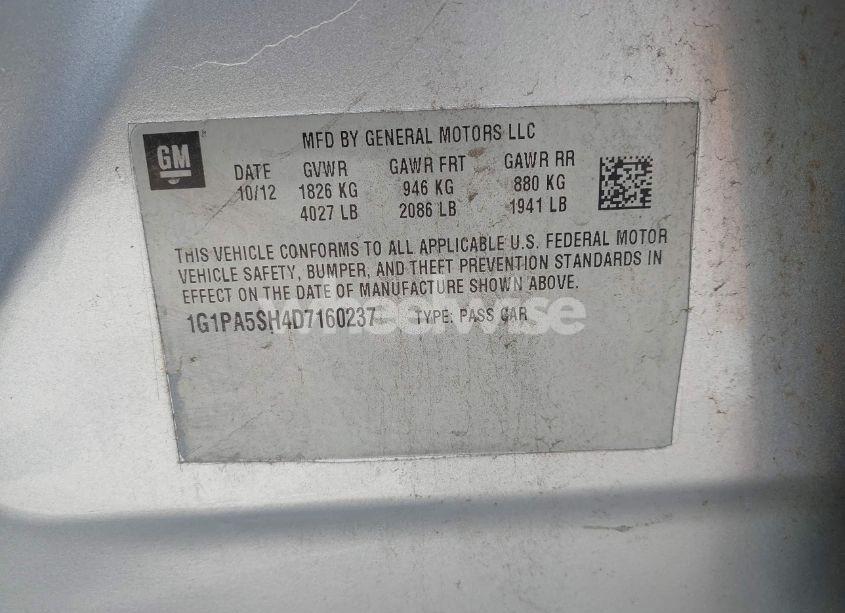 GM
MFD BY GENERAL MOTORS LLC
DATE GVWR GAWR FRT GAWR RR
10/12 1826 KG 946 KG 880 KG
4027 LB 2086 LB 1941 LB
THIS VEHICLE CONFORMS TO ALL APPLICABLE U.S. FEDERAL MOTOR
VEHICLE SAFETY, BUMPER, AND THEFT PREVENTION STANDARDS IN
EFFECT ON THE DATE OF MANUFACTURE SHOWN ABOVE.
1G1PA5SH4D7160237 TYPE: PASS CAR
wheelwise